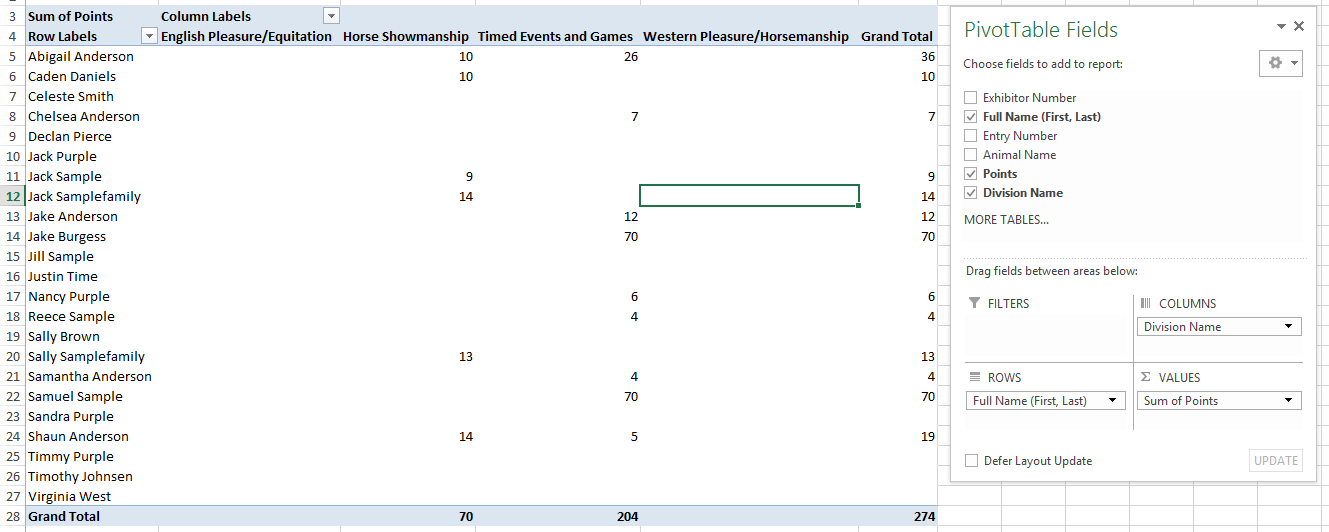 3 Sum of Points Column Labels
4 Row Labels English Pleasure/Equitation Horse Showmanship Timed Events and Games Western Pleasure/Horsemanship Grand Total
5 Abigail Anderson 10 26 36
6 Caden Daniels 10 10
7 Celeste Smith
8 Chelsea Anderson 7 7
9 Declan Pierce
10 Jack Purple
11 Jack Sample 9 9
12 Jack Samplefamily 14 14
13 Jake Anderson 12 12
14 Jake Burgess 70 70
15 Jill Sample
16 Justin Time
17 Nancy Purple 6 6
18 Reece Sample 4 4
19 Sally Brown
20 Sally Samplefamily 13 13
21 Samantha Anderson 4 4
22 Samuel Sample 70 70
23 Sandra Purple
24 Shaun Anderson 14 5 19
25 Timmy Purple
26 Timothy Johnsen
27 Virginia West
28 Grand Total 70 204 274
PivotTable Fields
Choose fields to add to report:
Exhibitor Number
Full Name (First, Last)
Entry Number
Animal Name
Points
Division Name
MORE TABLES...
Drag fields between areas below:
FILTERS
COLUMNS
Division Name
ROWS
Full Name (First, Last)
Σ VALUES
Sum of Points
Defer Layout Update
UPDATE